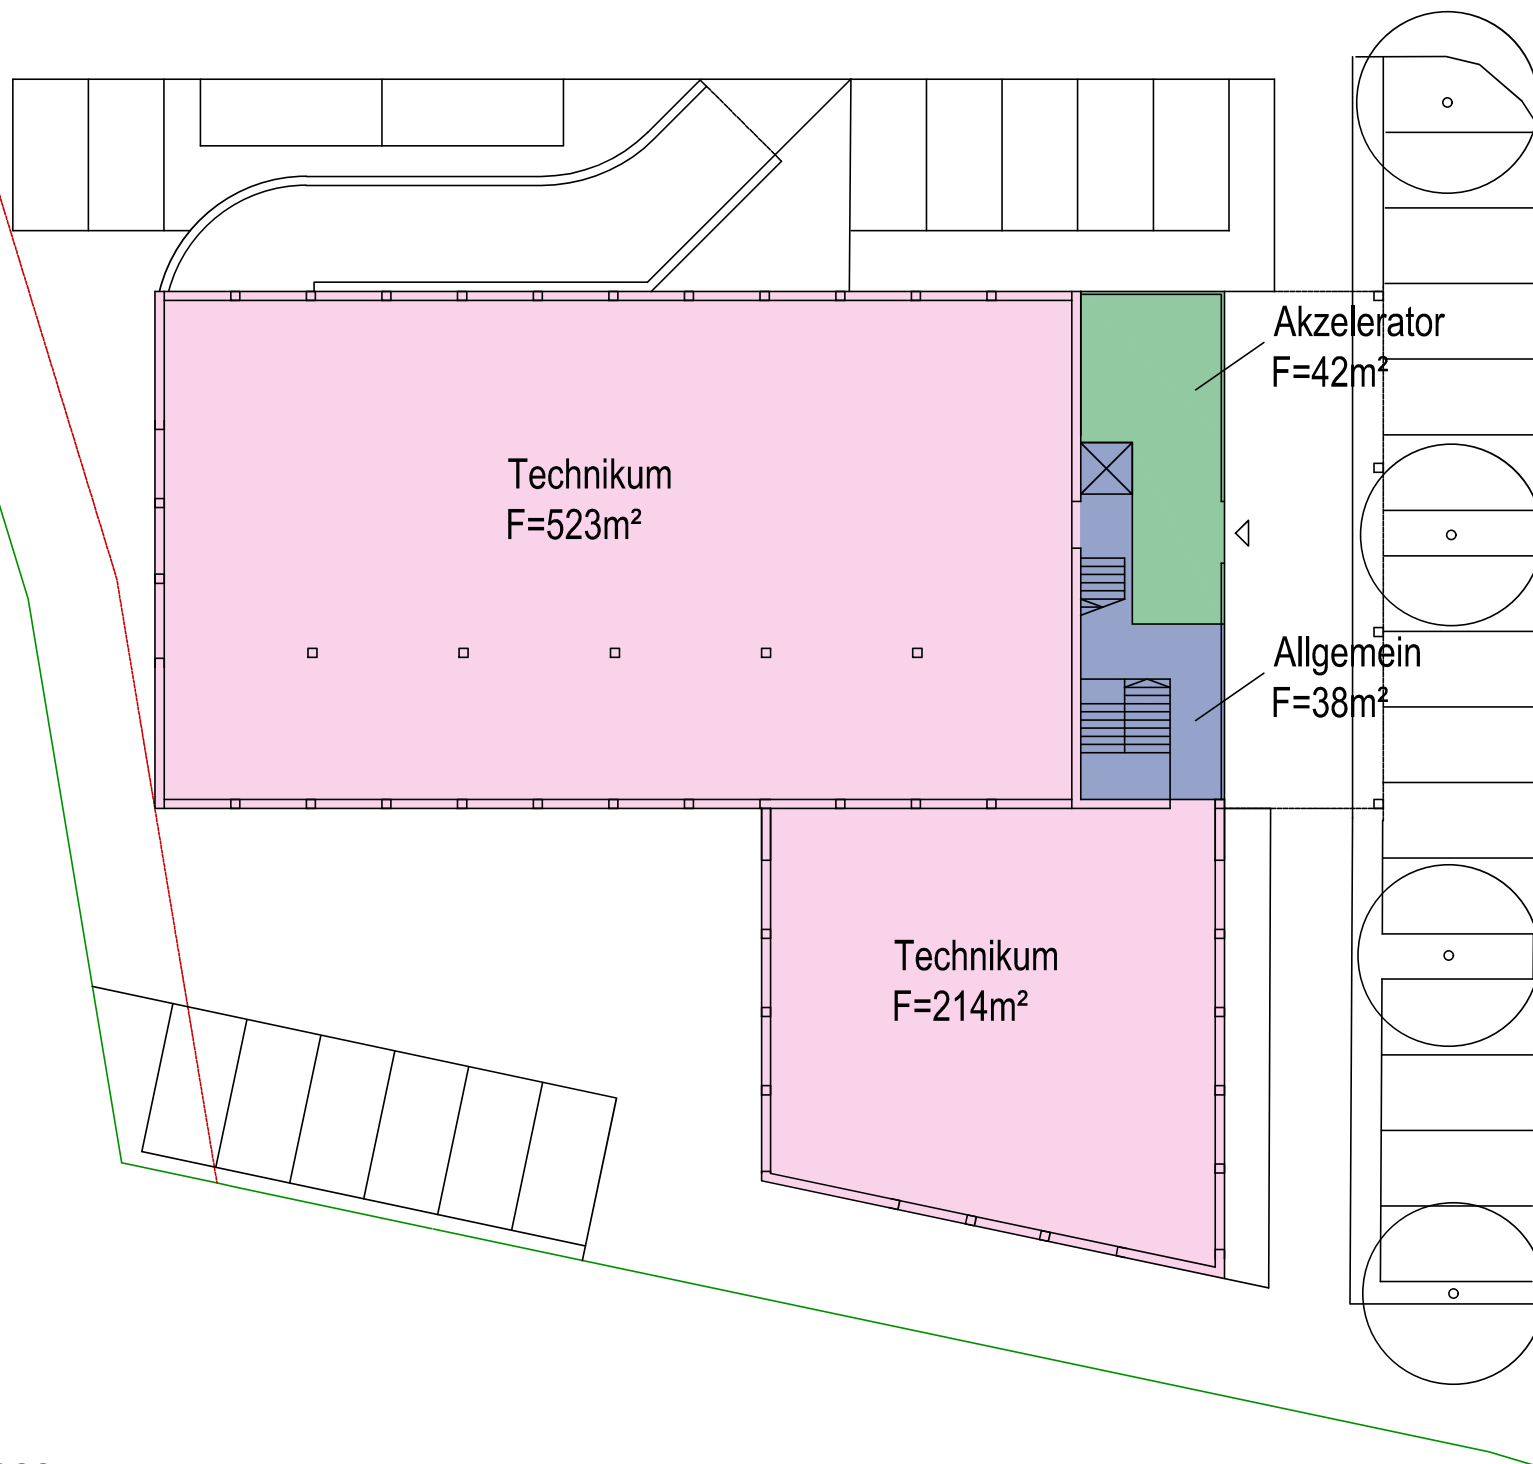 Akzelerator
F=42m²
Technikum
F=523m²
Allgemein
F=38m²
Technikum
F=214m²